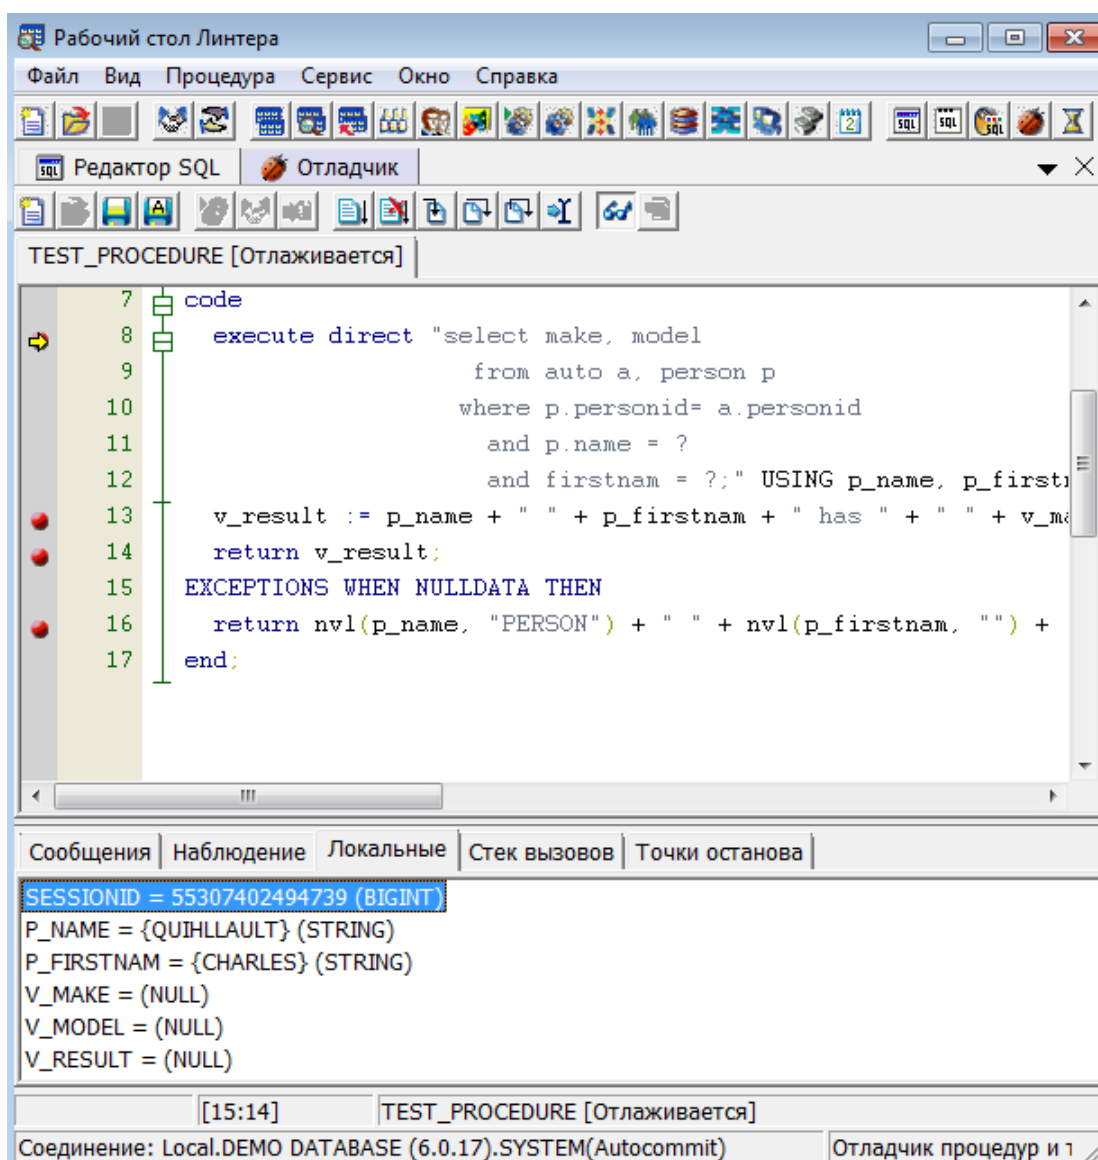 Рабочий стол Линтера
Файл Вид Процедура Сервис Окно Справка
Редактор SQL Отладчик
TEST_PROCEDURE [Отлаживается]
7 code
8 execute direct "select make, model
9 from auto a, person p
10 where p.personid= a.personid
11 and p.name = ?
12 and firstnam = ?;" USING p_name, p_first
13 v_result := p_name + " " + p_firstnam + " has " + " " + v_ma
14 return v_result;
15 EXCEPTIONS WHEN NULLDATA THEN
16 return nvl(p_name, "PERSON") + " " + nvl(p_firstnam, "") +
17 end;
Сообщения Наблюдение Локальные Стек вызовов Точки останова
SESSIONID = 55307402494739 (BIGINT)
P_NAME = {QUIHLLAULT} (STRING)
P_FIRSTNAM = {CHARLES} (STRING)
V_MAKE = (NULL)
V_MODEL = (NULL)
V_RESULT = (NULL)
[15:14] TEST_PROCEDURE [Отлаживается]
Соединение: Local.DEMO DATABASE (6.0.17).SYSTEM(Autocommit) Отладчик процедур и т